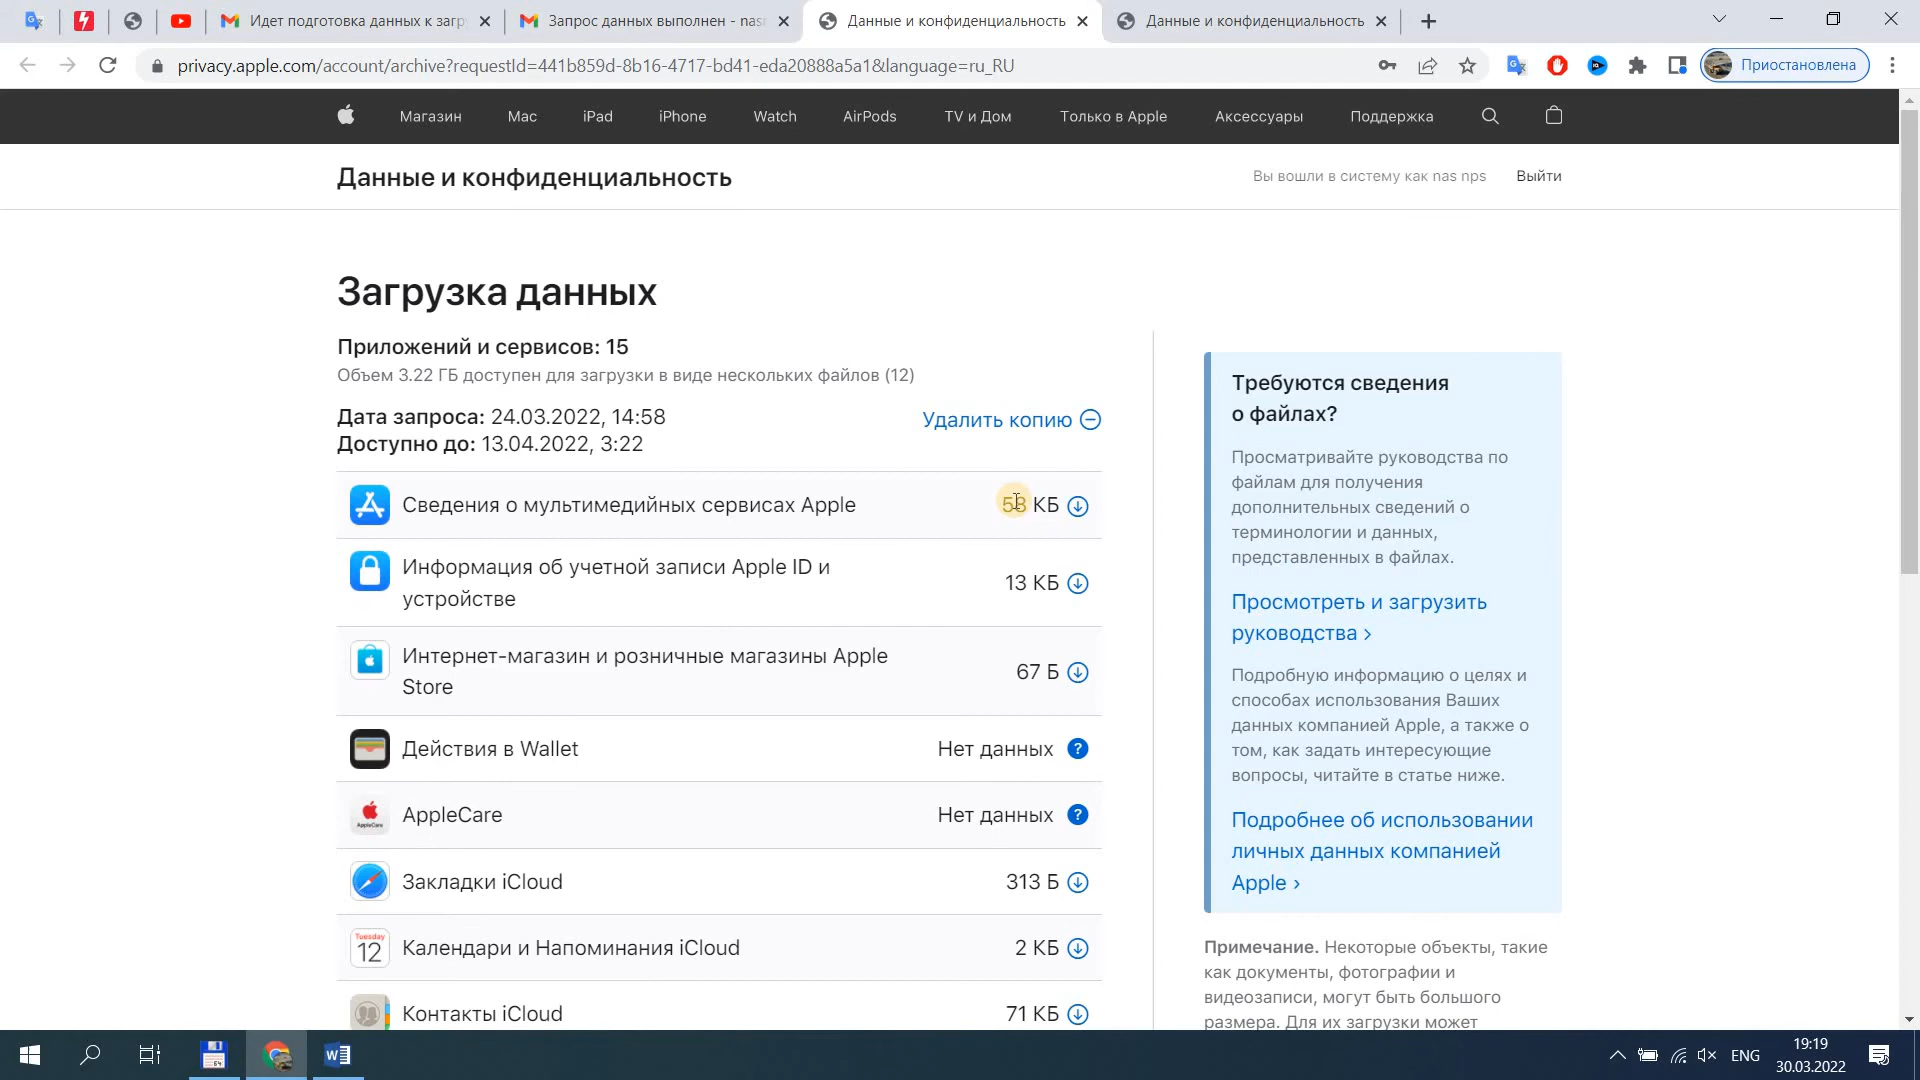 Идет подготовка данных к загр
Запрос данных выполнен - nasn
Данные и конфиденциальность
Данные и конфиденциальность
privacy.apple.com/account/archive?requestId=441b859d-8b16-4717-bd41-eda20888a5a1&language=ru_RU
Приостановлена
Магазин
Mac
iPad
iPhone
Watch
AirPods
TV и Дом
Только в Apple
Аксессуары
Поддержка
Данные и конфиденциальность
Вы вошли в систему как nas nps
Выйти
Загрузка данных
Приложений и сервисов: 15
Объем 3.22 ГБ доступен для загрузки в виде нескольких файлов (12)
Дата запроса: 24.03.2022, 14:58
Доступно до: 13.04.2022, 3:22
Удалить копию
Сведения о мультимедийных сервисах Apple
58 КБ
Информация об учетной записи Apple ID и
устройстве
13 КБ
Интернет-магазин и розничные магазины Apple
Store
67 Б
Действия в Wallet
Нет данных ?
AppleCare
AppleCare
Нет данных ?
Закладки iCloud
313 Б
Tuesday
12
Календари и Напоминания iCloud
2 КБ
Контакты iCloud
71 КБ
Требуются сведения
о файлах?
Просматривайте руководства по
файлам для получения
дополнительных сведений о
терминологии и данных,
представленных в файлах.
Просмотреть и загрузить
руководства ›
Подробную информацию о целях и
способах использования Ваших
данных компанией Apple, а также о
том, как задать интересующие
вопросы, читайте в статье ниже.
Подробнее об использовании
личных данных компанией
Apple ›
Примечание. Некоторые объекты, такие
как документы, фотографии и
видеозаписи, могут быть большого
размера. Для их загрузки может
64
W
ENG
19:19
30.03.2022